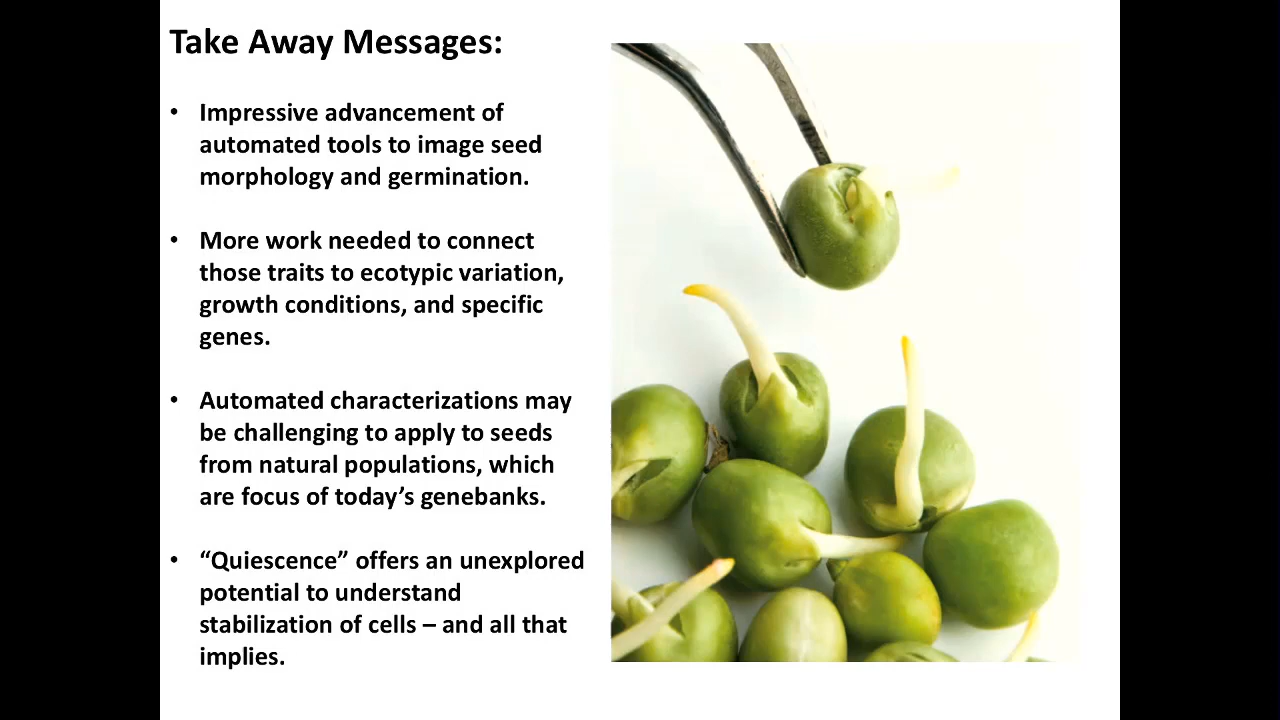 Take Away Messages:
• Impressive advancement of
automated tools to image seed
morphology and germination.
• More work needed to connect
those traits to ecotypic variation,
growth conditions, and specific
genes.
• Automated characterizations may
be challenging to apply to seeds
from natural populations, which
are focus of today’s genebanks.
• “Quiescence” offers an unexplored
potential to understand
stabilization of cells – and all that
implies.